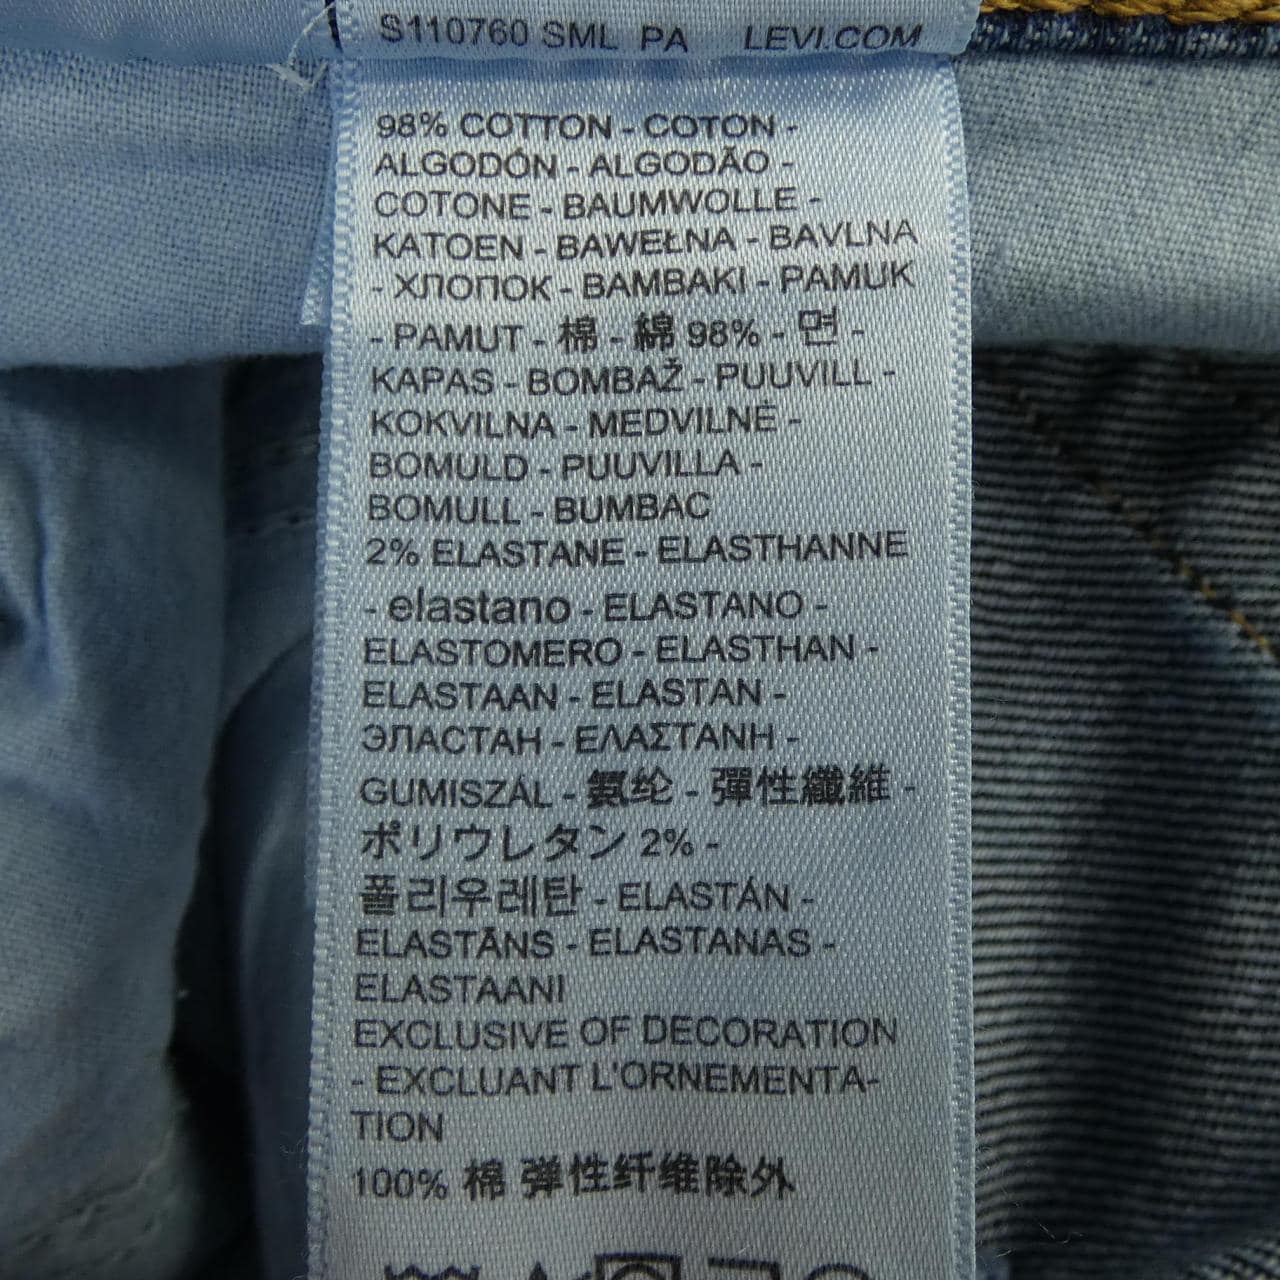 S110760 SML PA LEVI.COM
98% COTTON - COTON -
ALGODÓN - ALGODÃO -
COTONE - BAUMWOLLE -
KATOEN - BAWEŁNA - BAVLNA
- ХЛОПОК - BAMBAKI - PAMUK
- PAMUT - 棉 - 綿 98% - 면 -
KAPAS - BOMBAŽ - PUUVILL -
KOKVILNA - MEDVILNĖ -
BOMULD - PUUVILLA -
BOMULL - BUMBAC
2% ELASTANE - ELASTHANNE
- elastano - ELASTANO -
ELASTOMERO - ELASTHAN -
ELASTAAN - ELASTAN -
ЭЛАСТАН - ΕΛΑΣΤΑΝΗ -
GUMISZÁL - 氨纶 - 彈性纖維 -
ポリウレタン 2% -
폴리우레탄 - ELASTÁN -
ELASTĀNS - ELASTANAS -
ELASTAANI
EXCLUSIVE OF DECORATION
- EXCLUANT L'ORNEMENTA-
TION
100% 棉 弹性纤维除外